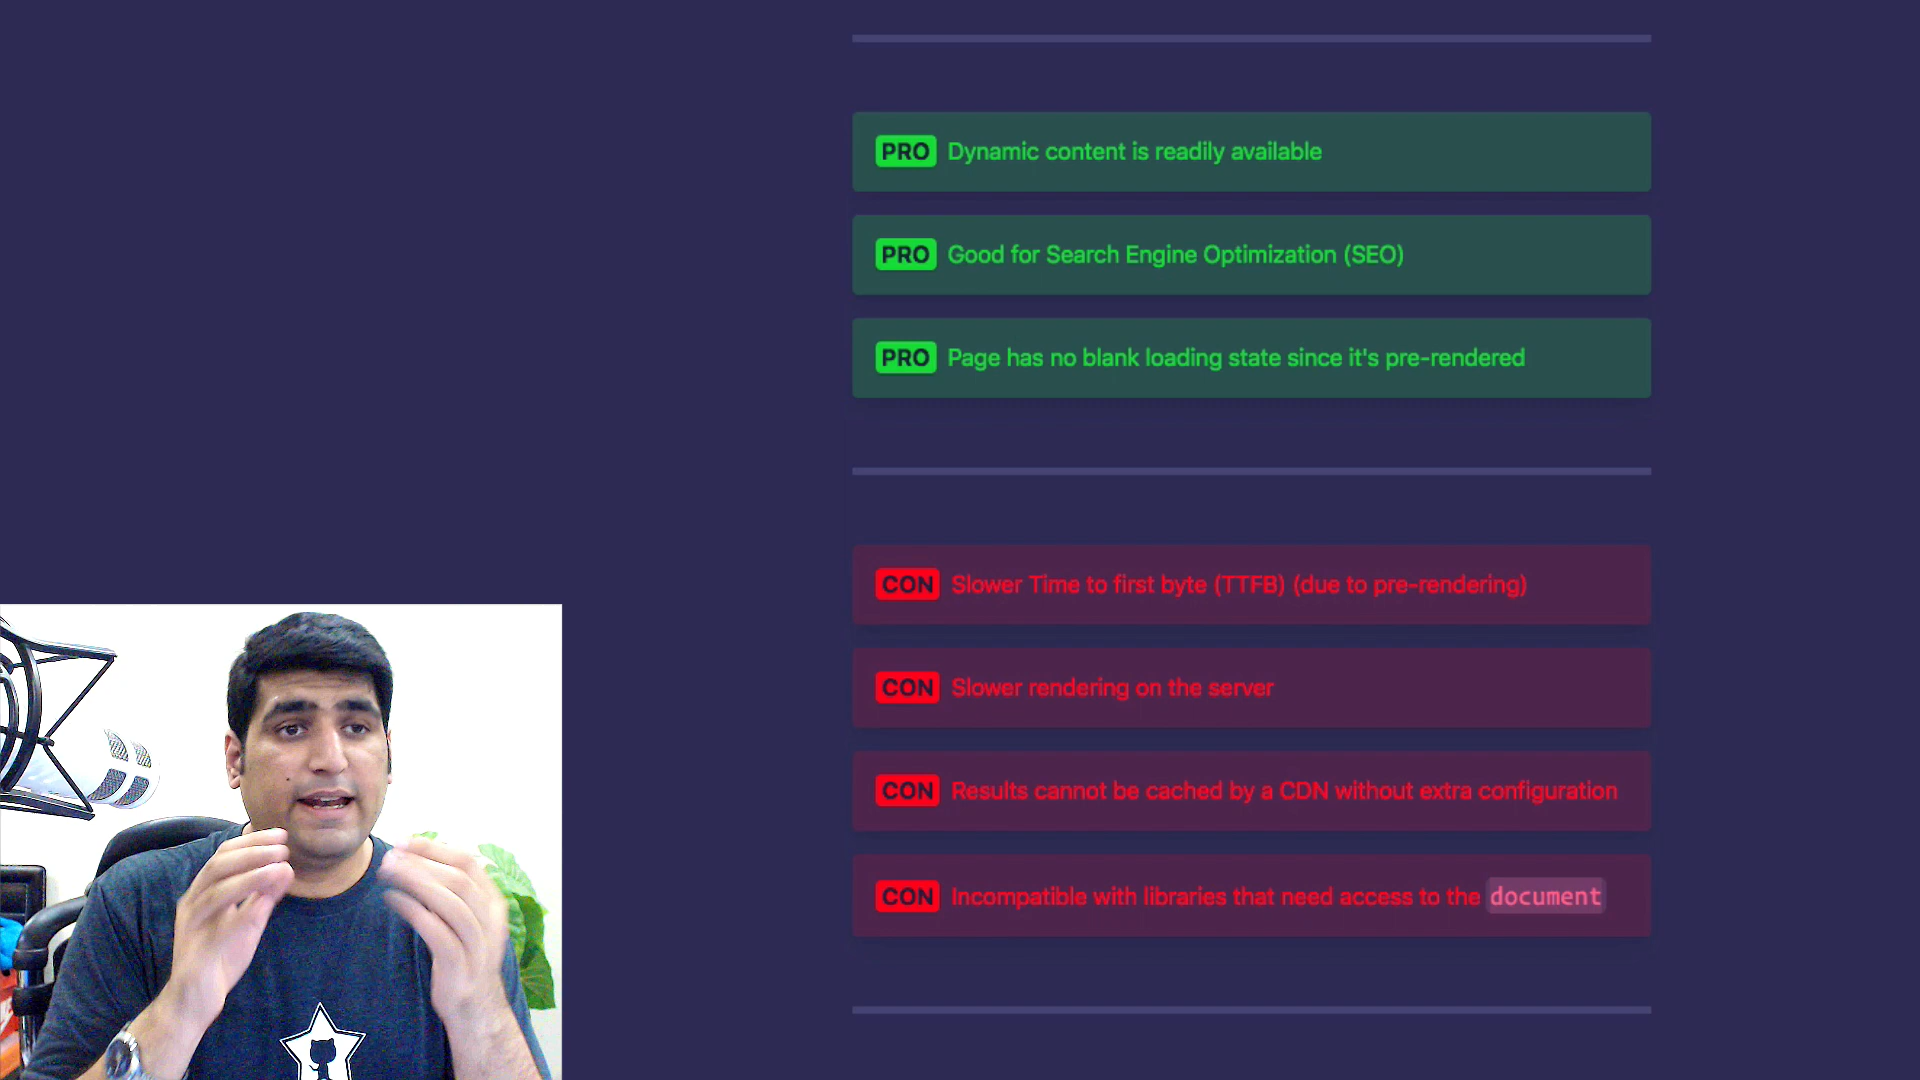 PRO Dynamic content is readily available
PRO Good for Search Engine Optimization (SEO)
PRO Page has no blank loading state since it's pre-rendered
CON Slower Time to first byte (TTFB) (due to pre-rendering)
CON Slower rendering on the server
CON Results cannot be cached by a CDN without extra configuration
CON Incompatible with libraries that need access to the document